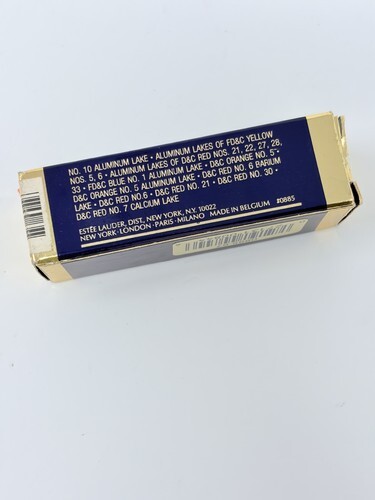 NO. 10 ALUMINUM LAKE • ALUMINUM LAKES OF FD&C YELLOW
NOS. 5, 6 • ALUMINUM LAKES OF D&C RED NOS. 21, 22, 27, 28,
33 • FD&C BLUE NO. 1 ALUMINUM LAKE • D&C ORANGE NO. 5 •
D&C ORANGE NO. 5 ALUMINUM LAKE • D&C RED NO. 6 BARIUM
LAKE • D&C RED NO. 6 • D&C RED NO. 21 • D&C RED NO. 30 •
D&C RED NO. 7 CALCIUM LAKE
ESTÉE LAUDER, DIST., NEW YORK, N.Y. 10022
NEW YORK • LONDON • PARIS • MILANO MADE IN BELGIUM #0885